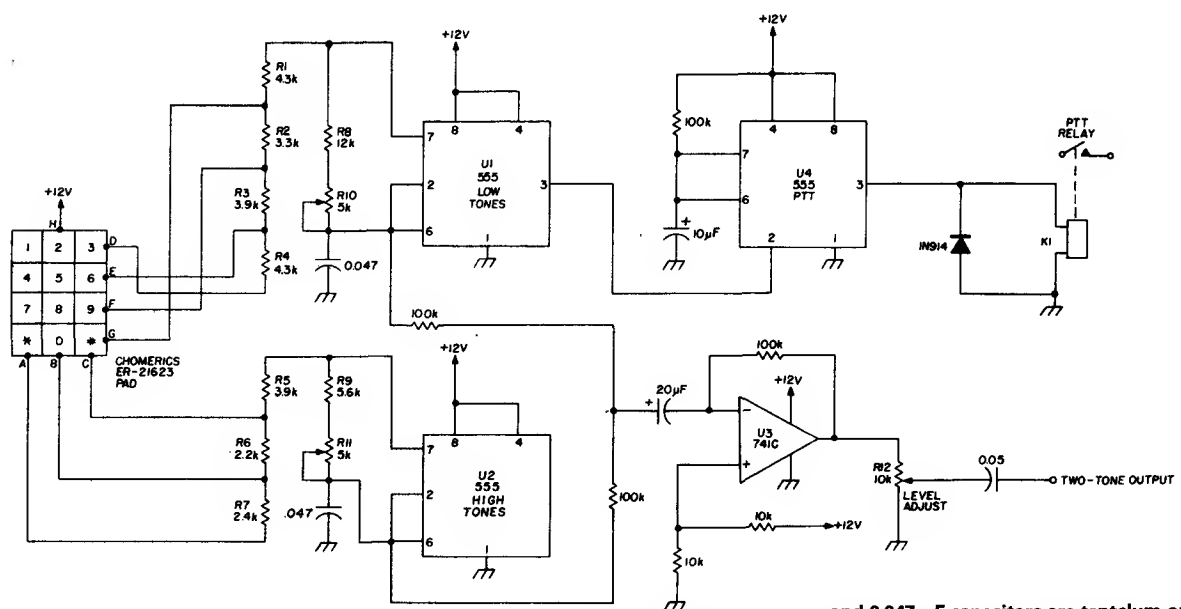 +12V
R1
4.3k
R2
3.3k
R3
3.9k
R4
4.3k
R8
12k
R10
5k
0.047
+12V
8
4
7
2
6
3
1
U1
555
LOW
TONES
+12V
100k
10µF
+
4
8
7
6
2
3
1
U4
555
PTT
1N914
PTT
RELAY
K1
+12V
H
1 2 3 D
4 5 6 E
7 8 9 F
* 0 * G
A B C
CHOMERICS
ER-21623
PAD
100k
R5
3.9k
R6
2.2k
R7
2.4k
R9
5.6k
R11
5k
.047
+12V
8
4
7
2
6
1
U2
555
HIGH
TONES
100k
20µF
+
100k
+12V
-
+
U3
741C
10k
+12V
10k
R12
10k
LEVEL
ADJUST
0.05
TWO-TONE OUTPUT